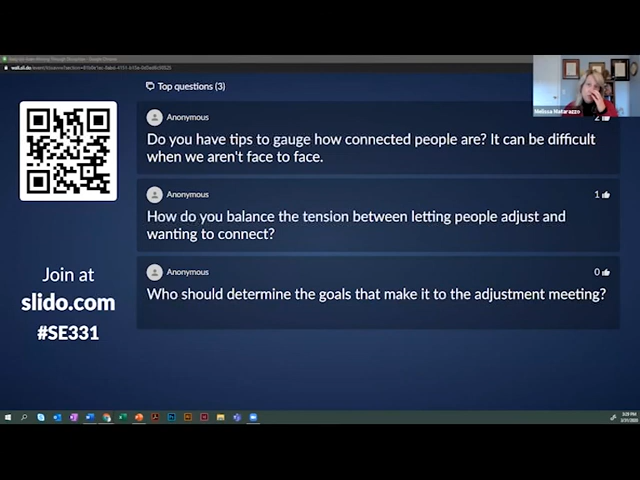 Top questions (3)
Melissa Matarazzo
Anonymous
2
Do you have tips to gauge how connected people are? It can be difficult
when we aren't face to face.
Anonymous
1
How do you balance the tension between letting people adjust and
wanting to connect?
Anonymous
0
Who should determine the goals that make it to the adjustment meeting?
Join at
slido.com
#SE331